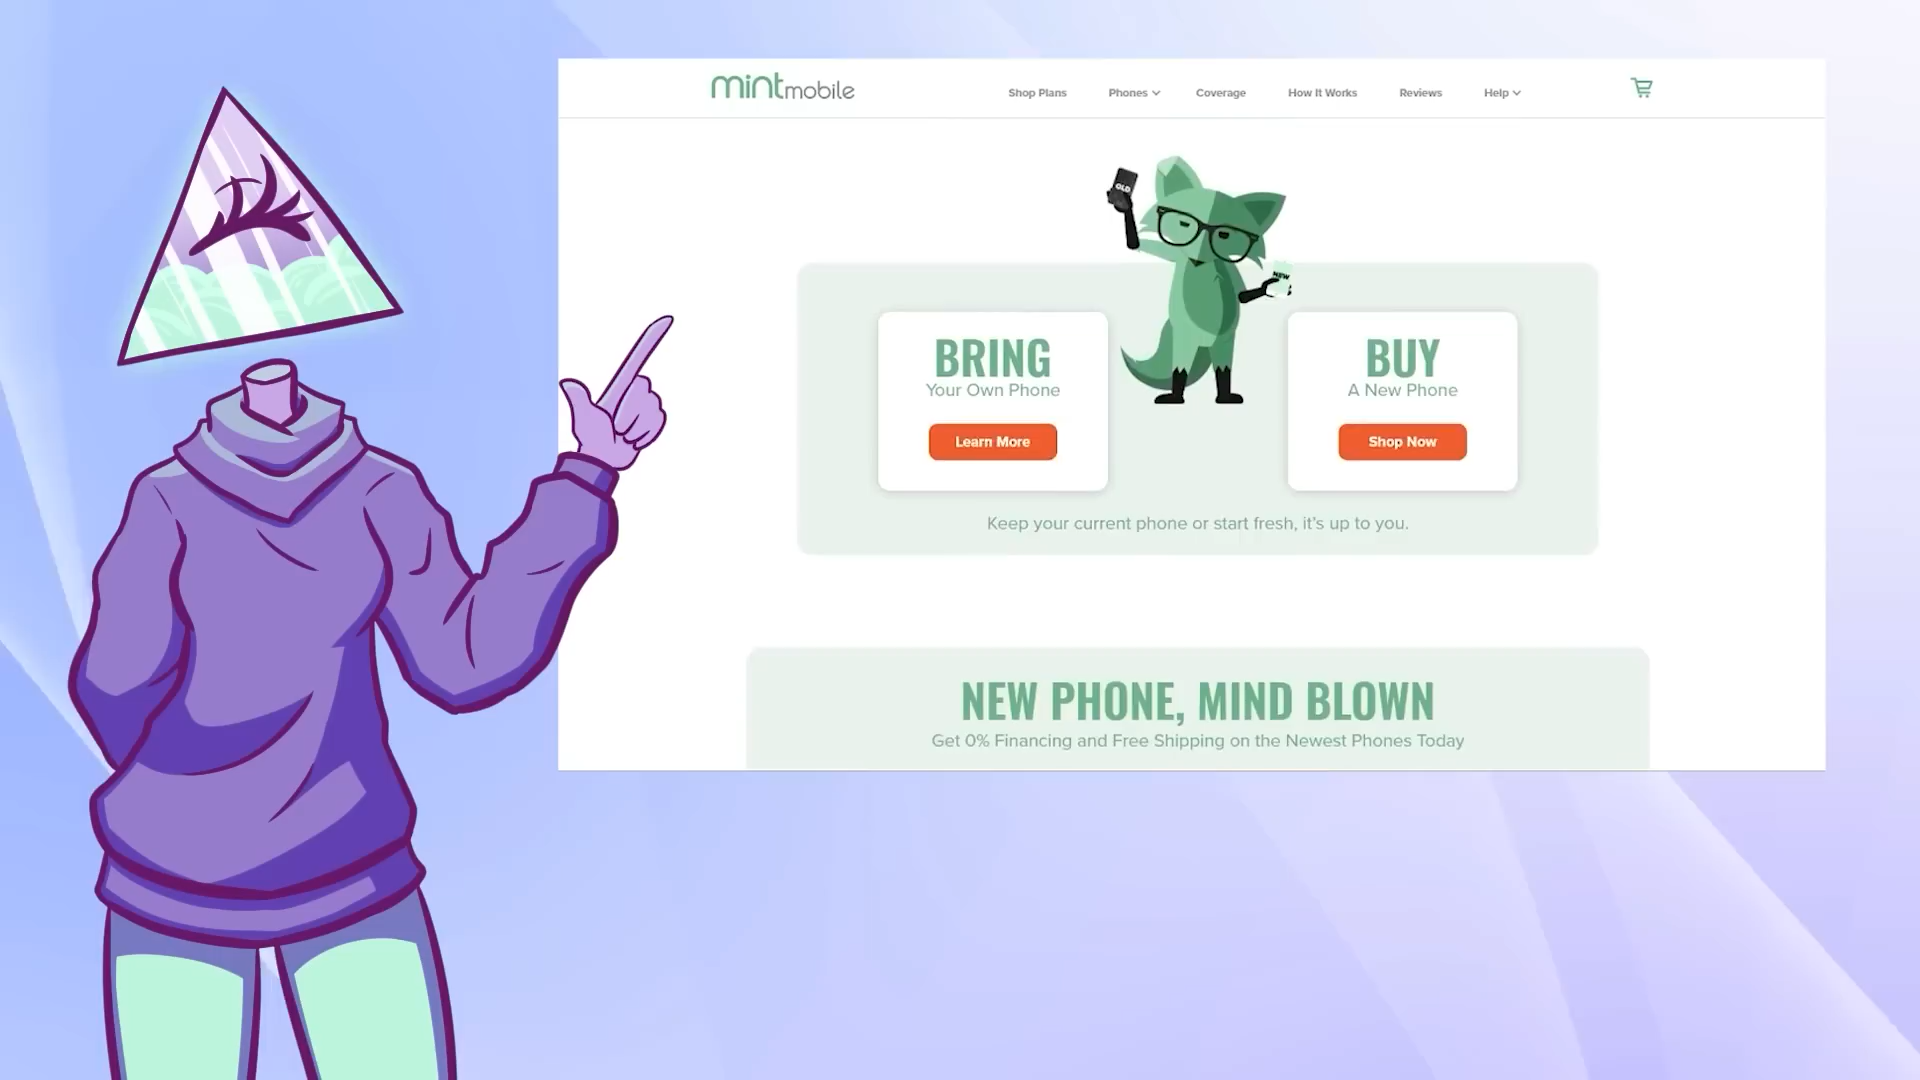 mintmobile
Shop Plans Phones Coverage How It Works Reviews Help
OLD
NEW
BRING
Your Own Phone
Learn More
BUY
A New Phone
Shop Now
Keep your current phone or start fresh, it's up to you.
NEW PHONE, MIND BLOWN
Get 0% Financing and Free Shipping on the Newest Phones Today